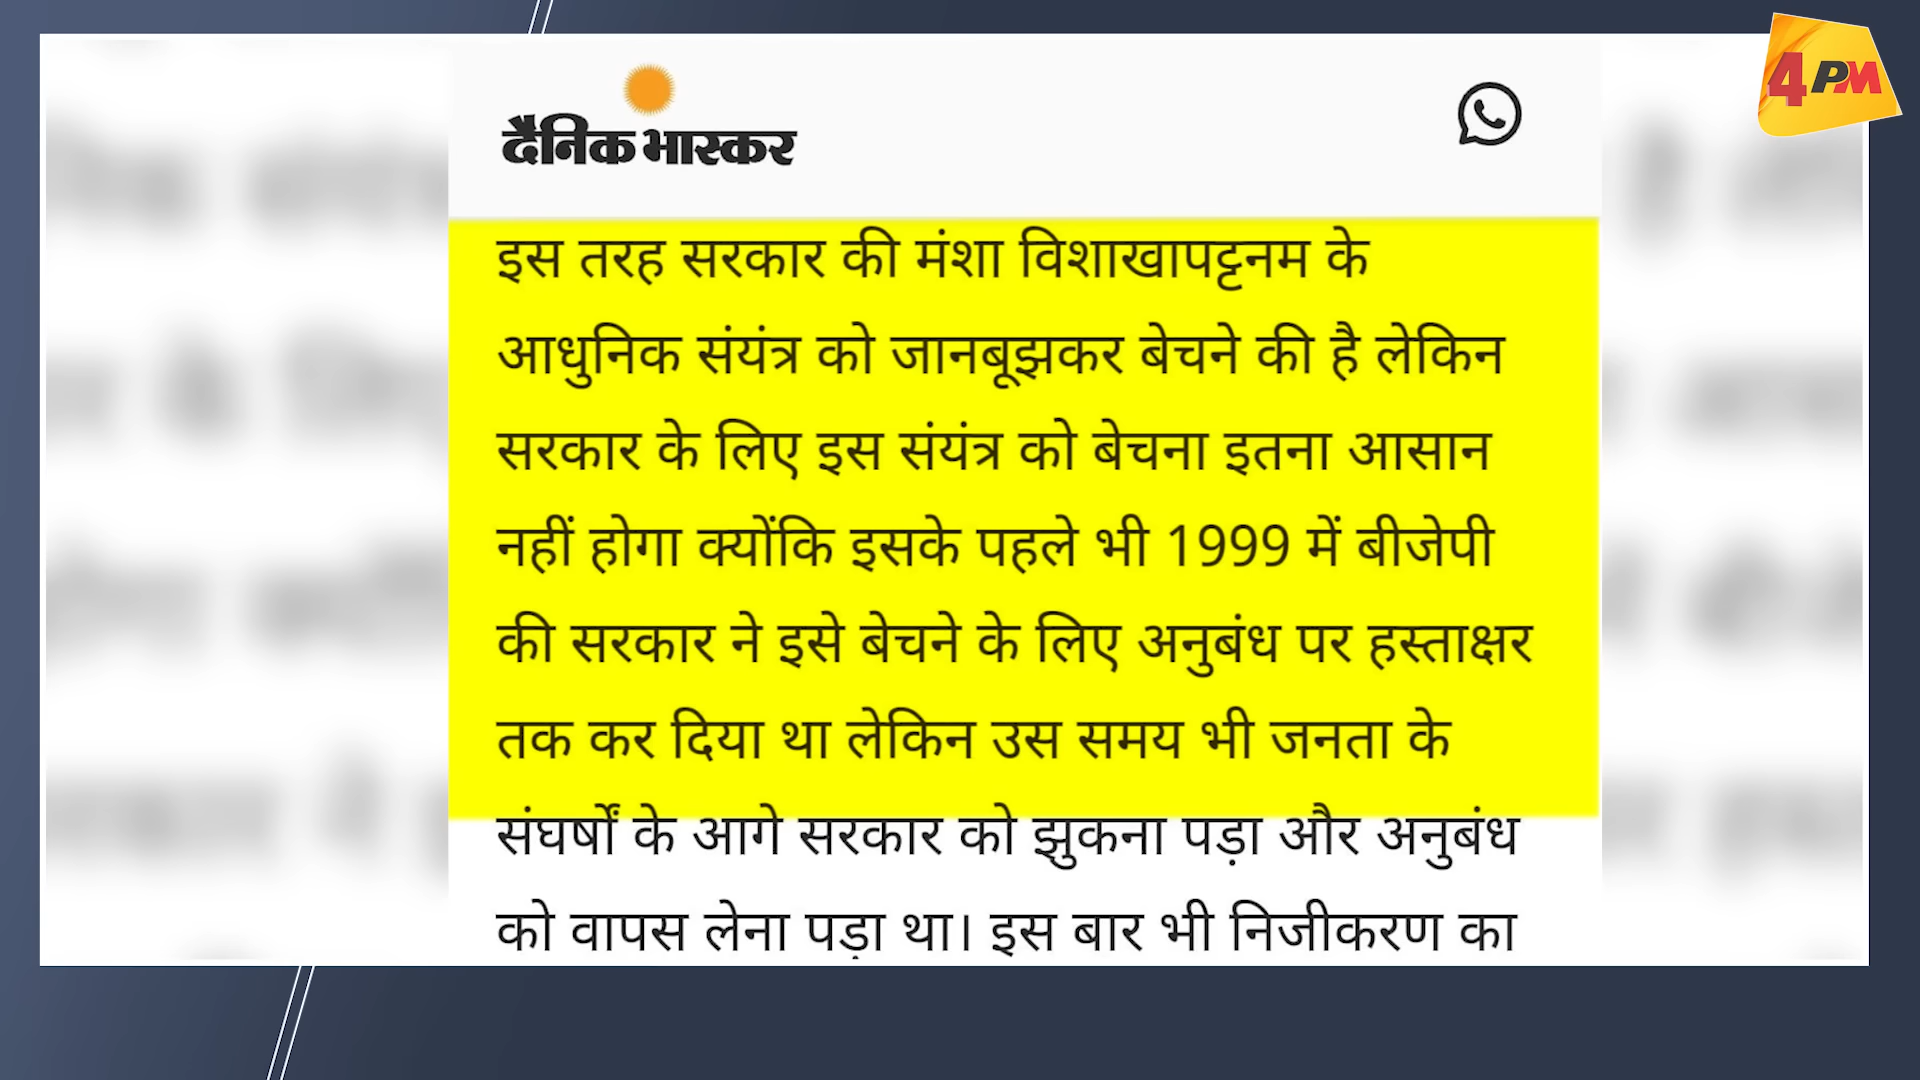 4PM
दैनिक भास्कर
इस तरह सरकार की मंशा विशाखापट्टनम के
आधुनिक संयंत्र को जानबूझकर बेचने की है लेकिन
सरकार के लिए इस संयंत्र को बेचना इतना आसान
नहीं होगा क्योंकि इसके पहले भी 1999 में बीजेपी
की सरकार ने इसे बेचने के लिए अनुबंध पर हस्ताक्षर
तक कर दिया था लेकिन उस समय भी जनता के
संघर्षों के आगे सरकार को झुकना पड़ा और अनुबंध
को वापस लेना पड़ा था। इस बार भी निजीकरण का